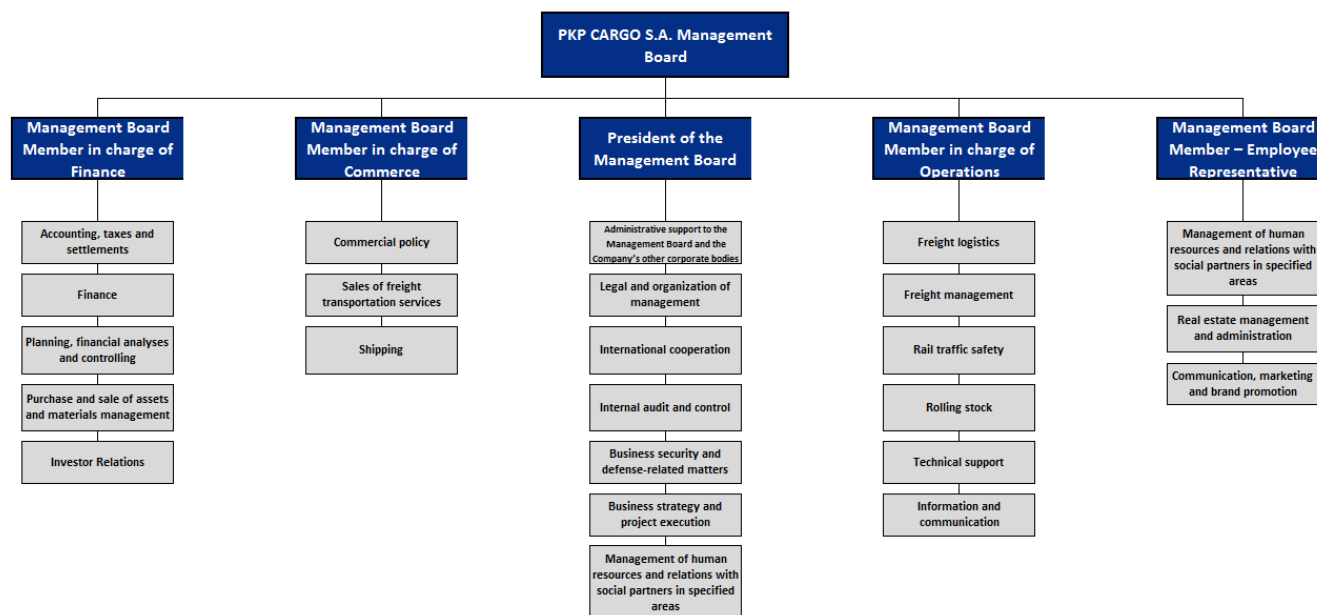 PKP CARGO S.A. Management
Board
Management Board
Member in charge of
Finance
Accounting, taxes and
settlements
Finance
Planning, financial analyses
and controlling
Purchase and sale of assets
and materials management
Investor Relations
Management Board
Member in charge of
Commerce
Commercial policy
Sales of freight
transportation services
Shipping
President of the
Management Board
Administrative support to the
Management Board and the
Company's other corporate bodies
Legal and organization of
management
International cooperation
Internal audit and control
Business security and
defense-related matters
Business strategy and
project execution
Management of human
resources and relations with
social partners in specified
areas
Management Board
Member in charge of
Operations
Freight logistics
Freight management
Rail traffic safety
Rolling stock
Technical support
Information and
communication
Management Board
Member – Employee
Representative
Management of human
resources and relations with
social partners in specified
areas
Real estate management
and administration
Communication, marketing
and brand promotion